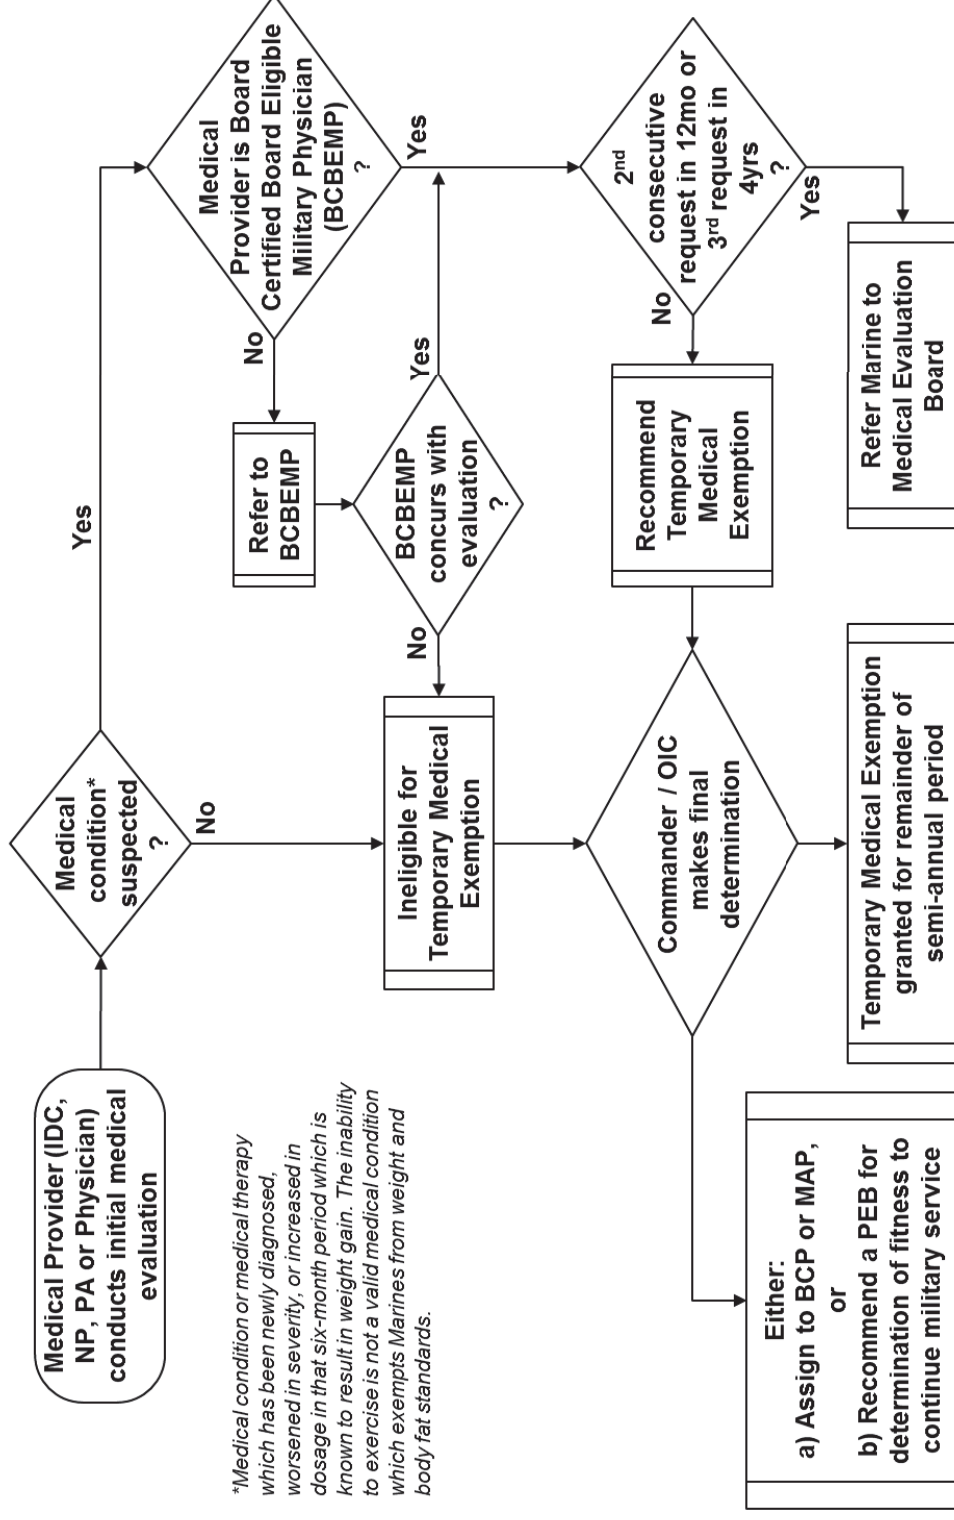 Medical Provider (IDC,
NP, PA or Physician)
conducts initial medical
evaluation
Medical
condition*
suspected
?
Yes
No
Medical
Provider is Board
Certified Board Eligible
Military Physician
(BCBEMP)
?
No
Yes
Refer to
BCBEMP
BCBEMP
concurs with
evaluation
?
Yes
No
*Medical condition or medical therapy
which has been newly diagnosed,
worsened in severity, or increased in
dosage in that six-month period which is
known to result in weight gain. The inability
to exercise is not a valid medical condition
which exempts Marines from weight and
body fat standards.
Ineligible for
Temporary Medical
Exemption
2nd
consecutive
request in 12mo or
3rd request in
4yrs
?
No
Yes
Recommend
Temporary
Medical
Exemption
Commander / OIC
makes final
determination
Either:
a) Assign to BCP or MAP,
or
b) Recommend a PEB for
determination of fitness to
continue military service
Temporary Medical Exemption
granted for remainder of
semi-annual period
Refer Marine to
Medical Evaluation
Board